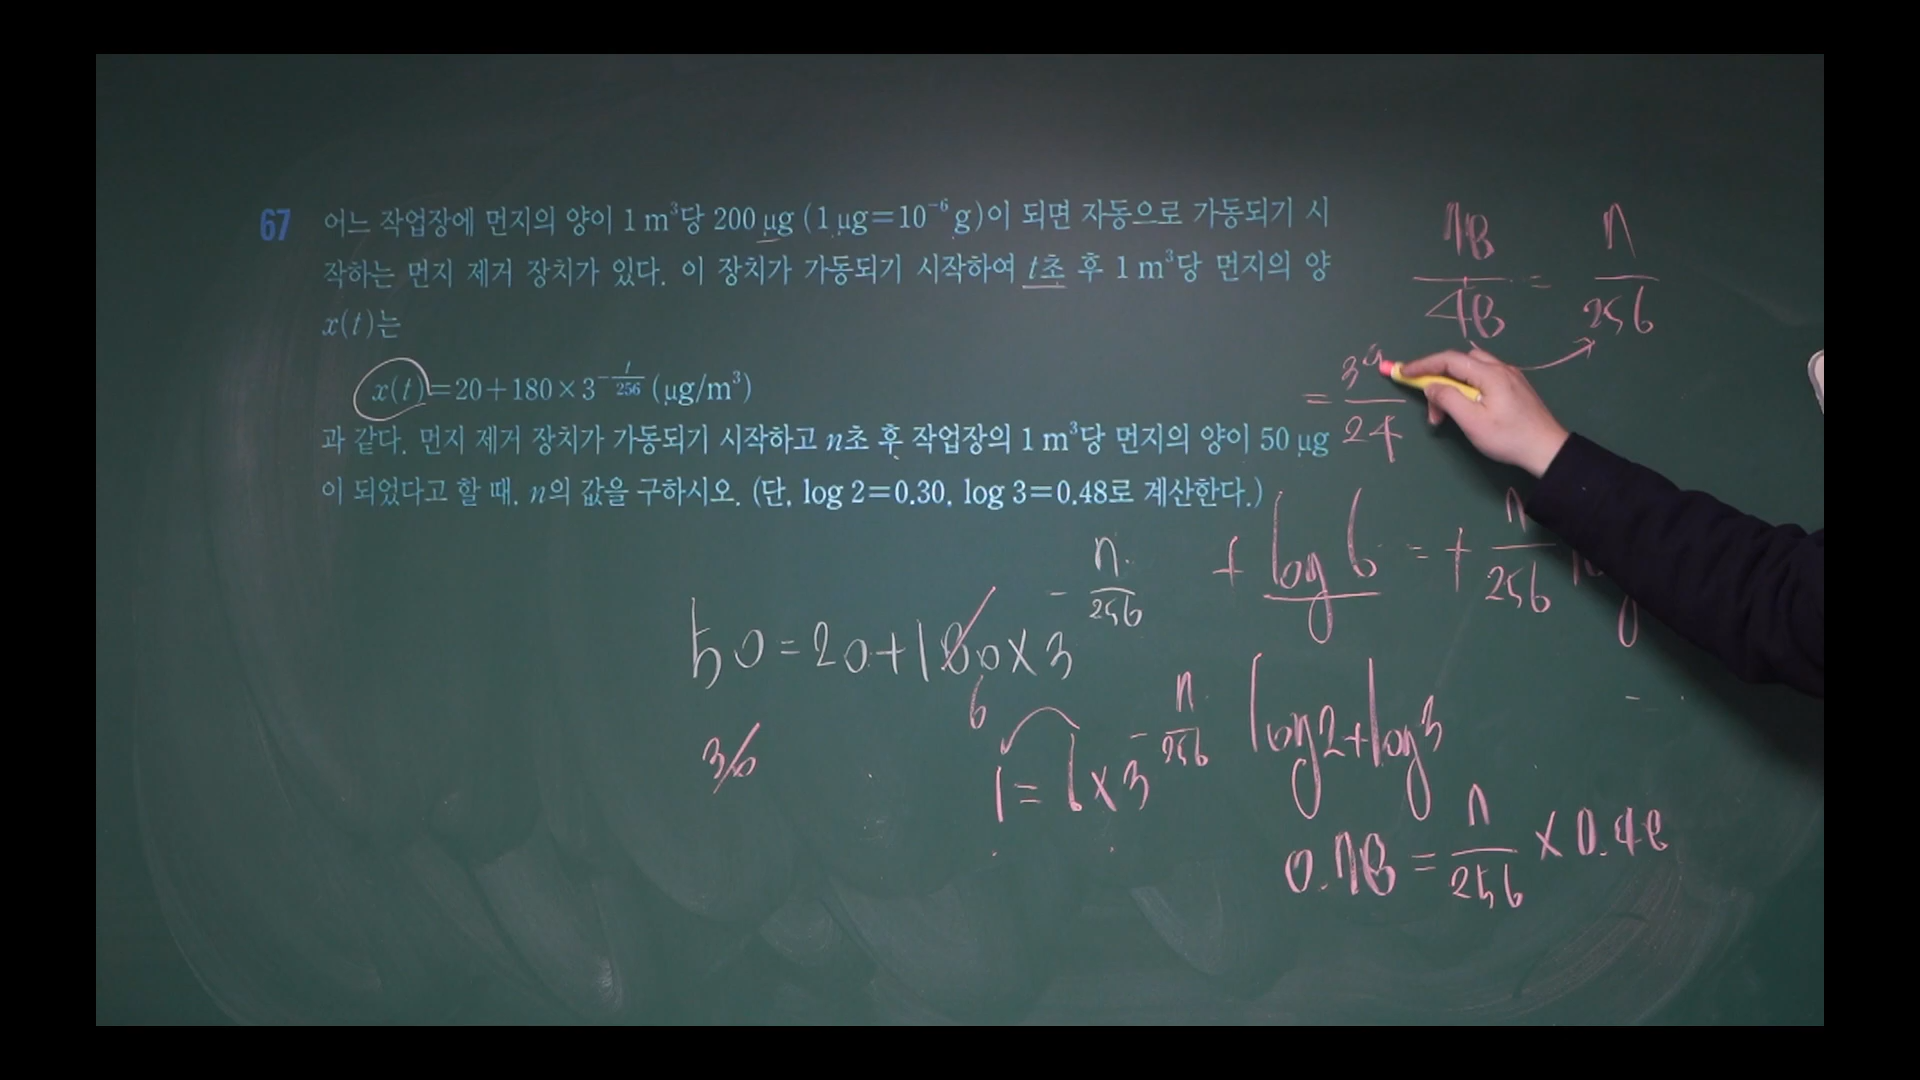 67 어느 작업장에 먼지의 양이 1 m³당 200 μg (1 μg=10⁻⁶ g)이 되면 자동으로 가동되기 시
작하는 먼지 제거 장치가 있다. 이 장치가 가동되기 시작하여 t초 후 1 m³당 먼지의 양
x(t)는
x(t)=20+180×3^(-t/256) (μg/m³)
과 같다. 먼지 제거 장치가 가동되기 시작하고 n초 후 작업장의 1 m³당 먼지의 양이 50 μg
이 되었다고 할 때, n의 값을 구하시오. (단, log 2=0.30, log 3=0.48로 계산한다.)
78/48 = n/256
= 39/24
+ log 6 = + n/256
50 = 20+180×3^(-n/256)
6
30
1 = 6×3^(-n/256)
log2+log3
0.78 = n/256 × 0.48